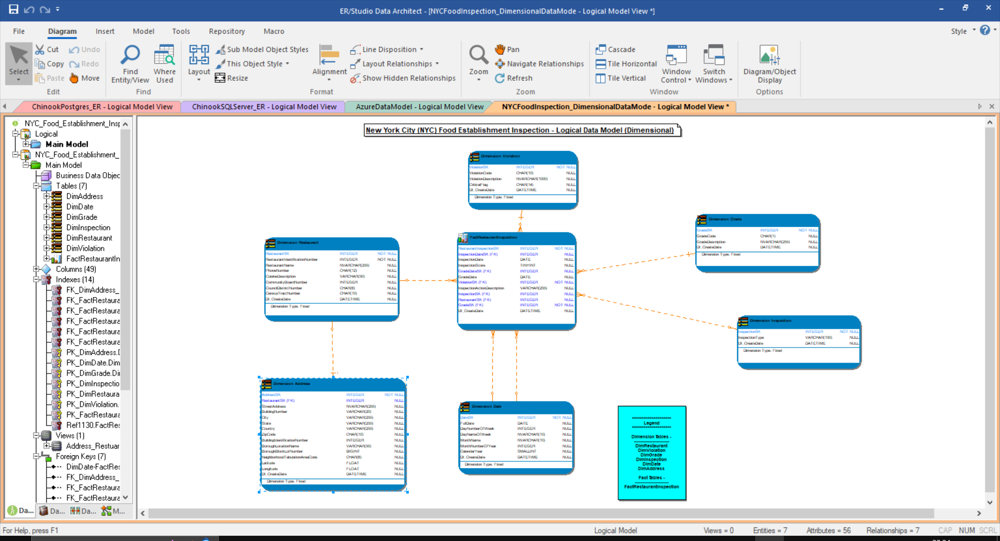 ER/Studio Data Architect - [NYCFoodInspection_DimensionalDataMode - Logical Model View *]
File
Diagram
Insert
Model
Tools
Repository
Macro
Style
Select
Cut
Copy
Paste
Undo
Redo
Move
Edit
Find Entity/View
Where Used
Find
Layout
Sub Model Object Styles
This Object Style
Resize
Alignment
Line Disposition
Layout Relationships
Show Hidden Relationships
Format
Zoom
Pan
Navigate Relationships
Refresh
Zoom
Cascade
Tile Horizontal
Tile Vertical
Window Control
Switch Windows
Window
Diagram/Object Display
Options
ChinookPostgres_ER - Logical Model View
ChinookSQLServer_ER - Logical Model View
AzureDataModel - Logical Model View
NYCFoodInspection_DimensionalDataMode - Logical Model View *
NYC_Food_Establishment_Insp
Logical
Main Model
NYC_Food_Establishment_
Main Model
Business Data Objec
Tables (7)
DimAddress
DimDate
DimGrade
DimInspection
DimRestaurant
DimViolation
FactRestaurantIn
Columns (49)
Indexes (14)
FK_DimAddress_
FK_FactRestaura
FK_FactRestaura
FK_FactRestaura
FK_FactRestaura
FK_FactRestaura
PK_DimAddress.D
PK_DimDate.Dim
PK_DimGrade.Di
PK_DimInspectio
PK_DimRestaura
PK_DimViolation.
PK_FactRestaura
Ref1130.FactRes
Views (1)
Address_Restuar
Foreign Keys (7)
DimDate-FactRes
FK_DimAddress_
FK_FactRestaura
FK_FactRestaura
Da...
Da...
Da...
M...
New York City (NYC) Food Establishment Inspection - Logical Data Model (Dimensional)
Dimension Violation
ViolationSK INTEGER NOT NULL
ViolationCode CHAR(10) NULL
ViolationDescription NVARCHAR(1000) NULL
CriticalFlag CHAR(14) NULL
DI_CreateDate DATETIME NULL
Dimension Type: Fixed
Dimension Restaurant
RestaurantSK INTEGER NOT NULL
RestaurantIdentificationNumber INTEGER NOT NULL
RestaurantName NVARCHAR(255) NULL
PhoneNumber CHAR(12) NULL
CuisineDescription VARCHAR(50) NULL
CommunityBoardNumber INTEGER NULL
CouncilDistrictNumber CHAR(6) NULL
CensusTractNumber CHAR(10) NULL
DI_CreateDate DATETIME NULL
Dimension Type: Fixed
FactRestaurantInspection
RestaurantInspectionSK INTEGER NOT NULL
InspectionDateSK (FK) INTEGER NULL
InspectionDate DATE NULL
InspectionScore TINYINT NULL
GradeDateSK (FK) INTEGER NULL
GradeDate DATE NULL
ViolationSK (FK) INTEGER NOT NULL
InspectionActionDescription VARCHAR(255) NULL
InspectionSK (FK) INTEGER NULL
RestaurantSK (FK) INTEGER NULL
GradeSK (FK) INTEGER NOT NULL
DI_CreateDate DATETIME NULL
Dimension Grade
GradeSK INTEGER NOT NULL
GradeCode CHAR(1) NULL
GradeDescription NVARCHAR(255) NULL
DI_CreateDate DATETIME NULL
Dimension Type: Fixed
Dimension Inspection
InspectionSK INTEGER NOT NULL
InspectionType VARCHAR(100) NULL
DI_CreateDate DATETIME NULL
Dimension Type: Fixed
Dimension Address
AddressSK INTEGER NOT NULL
RestaurantSK (FK) INTEGER NULL
StreetAddress NVARCHAR(255) NULL
BuildingNumber VARCHAR(20) NULL
City VARCHAR(255) NULL
State VARCHAR(255) NULL
Country VARCHAR(255) NULL
ZipCode CHAR(10) NULL
BuildingIdentificationNumber INTEGER NULL
BoroughLocationName VARCHAR(50) NULL
BoroughBlockLotNumber BIGINT NULL
NeighborhoodTabulationAreaCode CHAR(6) NULL
Latitude FLOAT NULL
Longitude FLOAT NULL
DI_CreateDate DATETIME NULL
Dimension Type: Fixed
Dimension Date
DateSK INTEGER NOT NULL
FullDate DATE NULL
DayNumberOfWeek INTEGER NULL
DayNameOfWeek NVARCHAR(10) NULL
MonthName NVARCHAR(10) NULL
MonthNumberOfYear INTEGER NULL
CalendarYear SMALLINT NULL
DI_CreateDate DATETIME NULL
Dimension Type: Fixed
Legend
Dimension Tables -
DimRestaurant
DimViolation
DimGrade
DimInspection
DimDate
DimAddress
Fact Tables -
FactRestaurantInspection
For Help, press F1
Logical Model
Views = 0
Entities = 7
Attributes = 56
Relationships = 7
CAP
NUM
SCRL